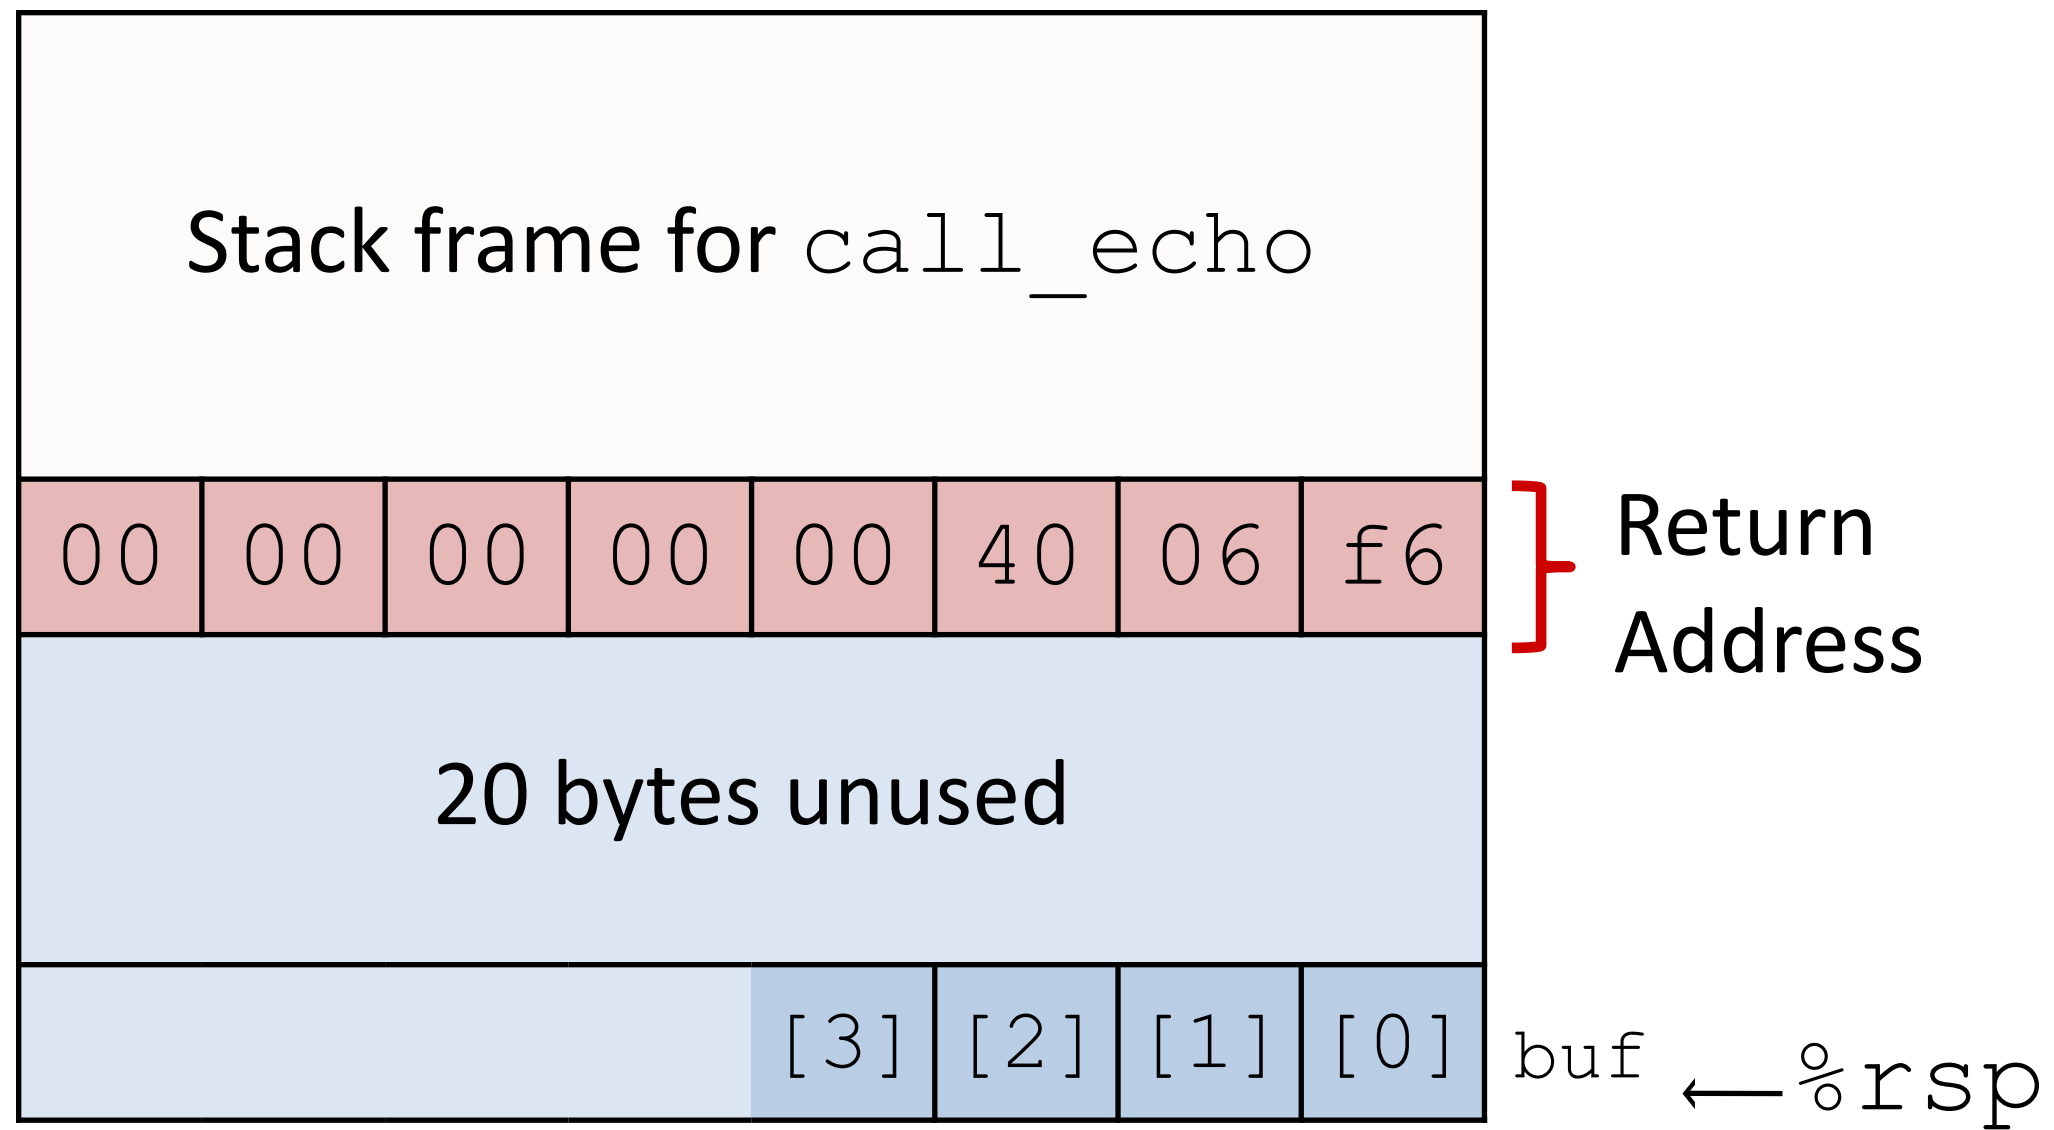 Stack frame for call_echo
00 00 00 00 00 40 06 f6
Return
Address
20 bytes unused
[3] [2] [1] [0]
buf ←%rsp